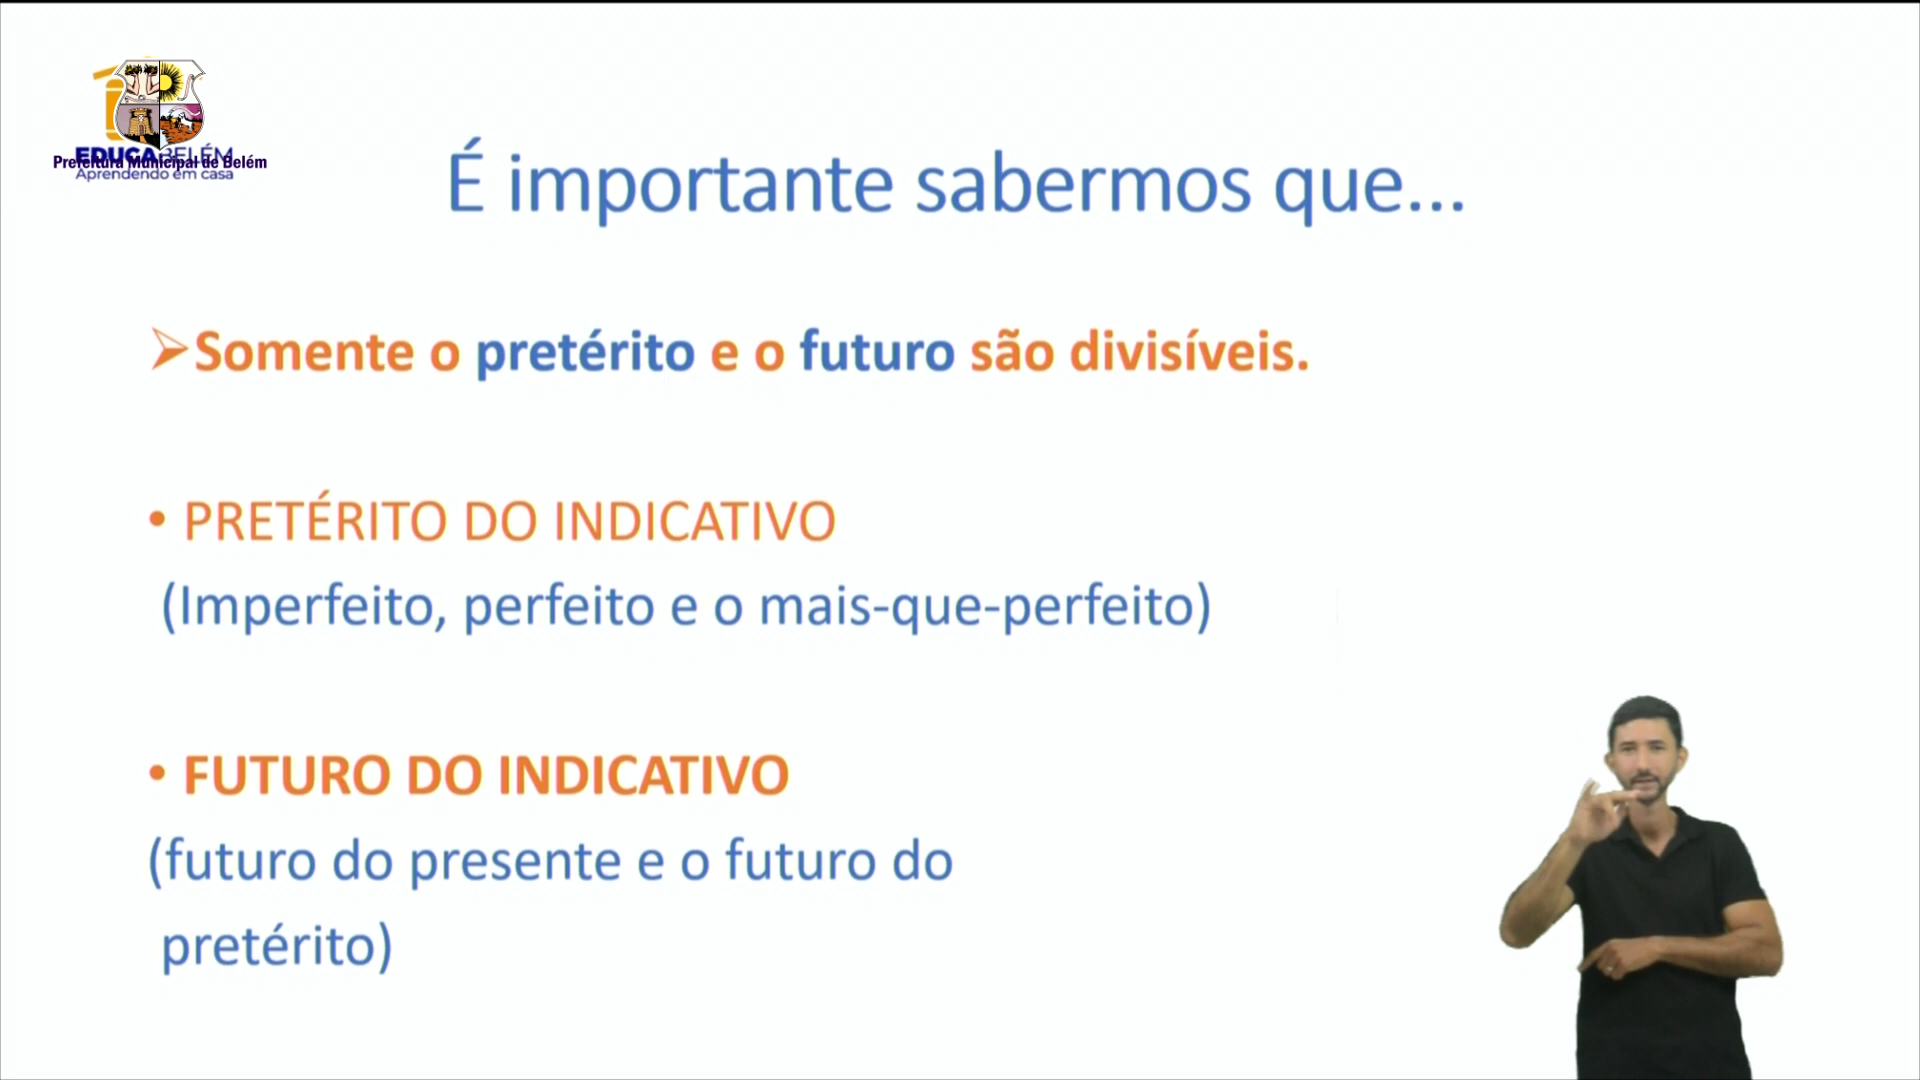 EDUCABELÉM
Prefeitura Municipal de Belém
Aprendendo em casa
É importante sabermos que...
Somente o pretérito e o futuro são divisíveis.
• PRETÉRITO DO INDICATIVO
(Imperfeito, perfeito e o mais-que-perfeito)
• FUTURO DO INDICATIVO
(futuro do presente e o futuro do
pretérito)